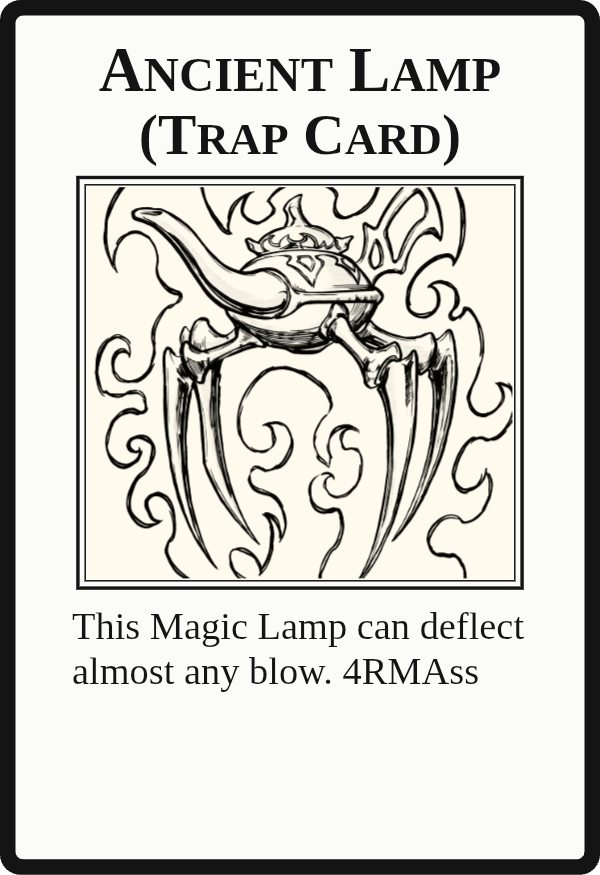 Ancient Lamp
(Trap Card)
This Magic Lamp can deflect
almost any blow. 4RMAss